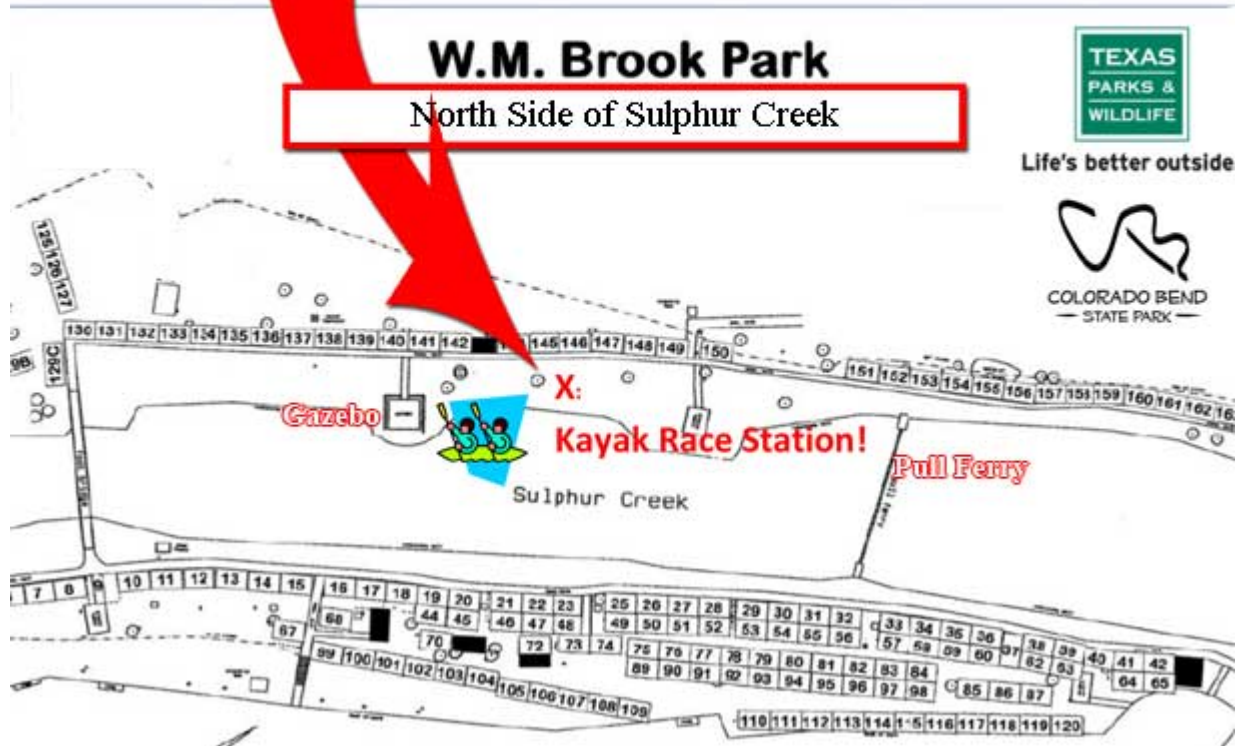 W.M. Brook Park
North Side of Sulphur Creek
TEXAS
PARKS &
WILDLIFE
Life's better outside
COLORADO BEND
STATE PARK
125 126 127
130 131 132 133 134 135 136 137 138 139 140 141 142 145 146 147 148 149 150
129C
9B
151 152 153 154 155 156 157 158 159 160 161 162
X:
Gazebo
Kayak Race Station!
Pull Ferry
Pull Ferry
Sulphur Creek
7 8 9 10 11 12 13 14 15 16 17 18 19 20 21 22 23 25 26 27 28 29 30 31 32 33 34 35 36 37 38 39 40 41 42
67 68 44 45 46 47 48 49 50 51 52 53 54 55 56 57 58 59 60 62 63 64 65
70 72 73 74 75 76 77 78 79 80 81 82 83 84 85 86 87
99 100 101 102 103 104 105 106 107 108 109
89 90 91 92 93 94 95 96 97 98
110 111 112 113 114 115 116 117 118 119 120